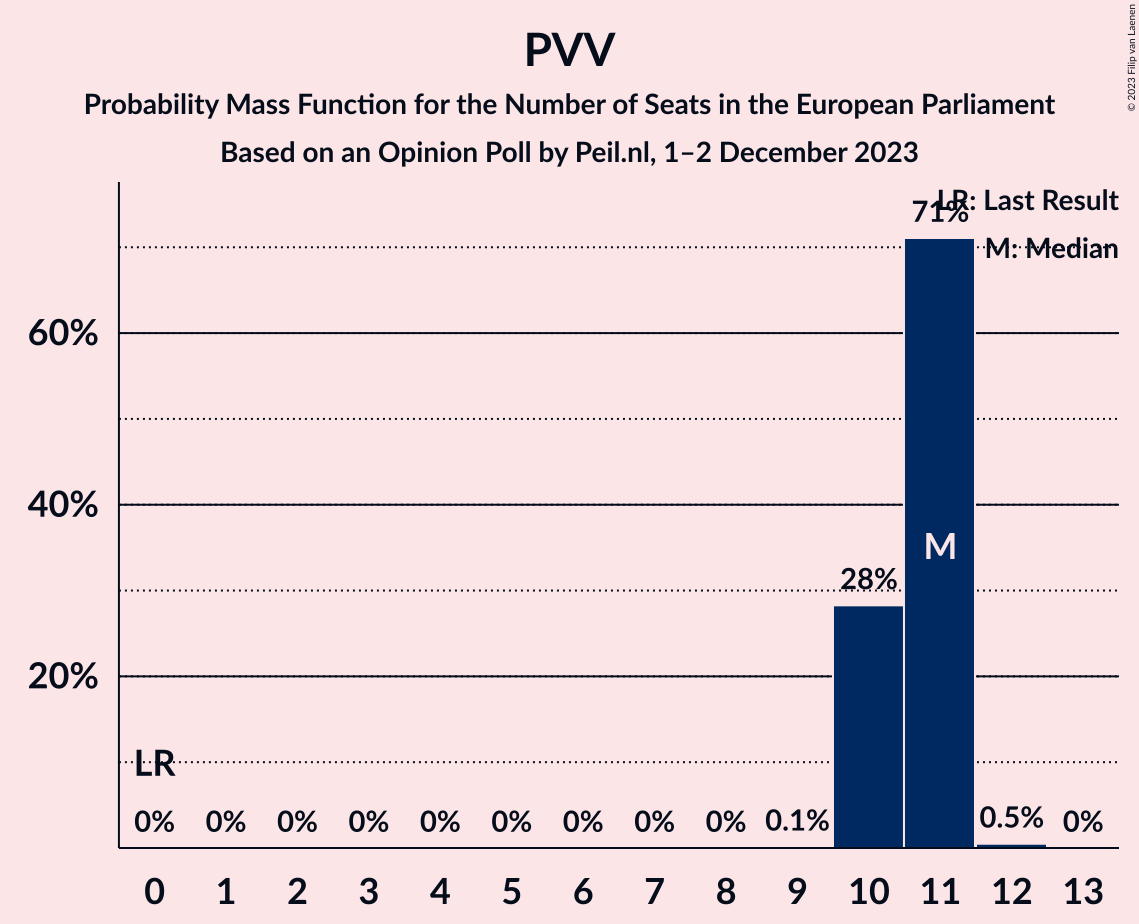 PVV
Probability Mass Function for the Number of Seats in the European Parliament
Based on an Opinion Poll by Peil.nl, 1–2 December 2023
© 2023 Filip van Laenen
LR: Last Result
M: Median
71%
60%
40%
20%
M
28%
LR
0% 0% 0% 0% 0% 0% 0% 0% 0% 0.1% 0.5% 0%
0 1 2 3 4 5 6 7 8 9 10 11 12 13